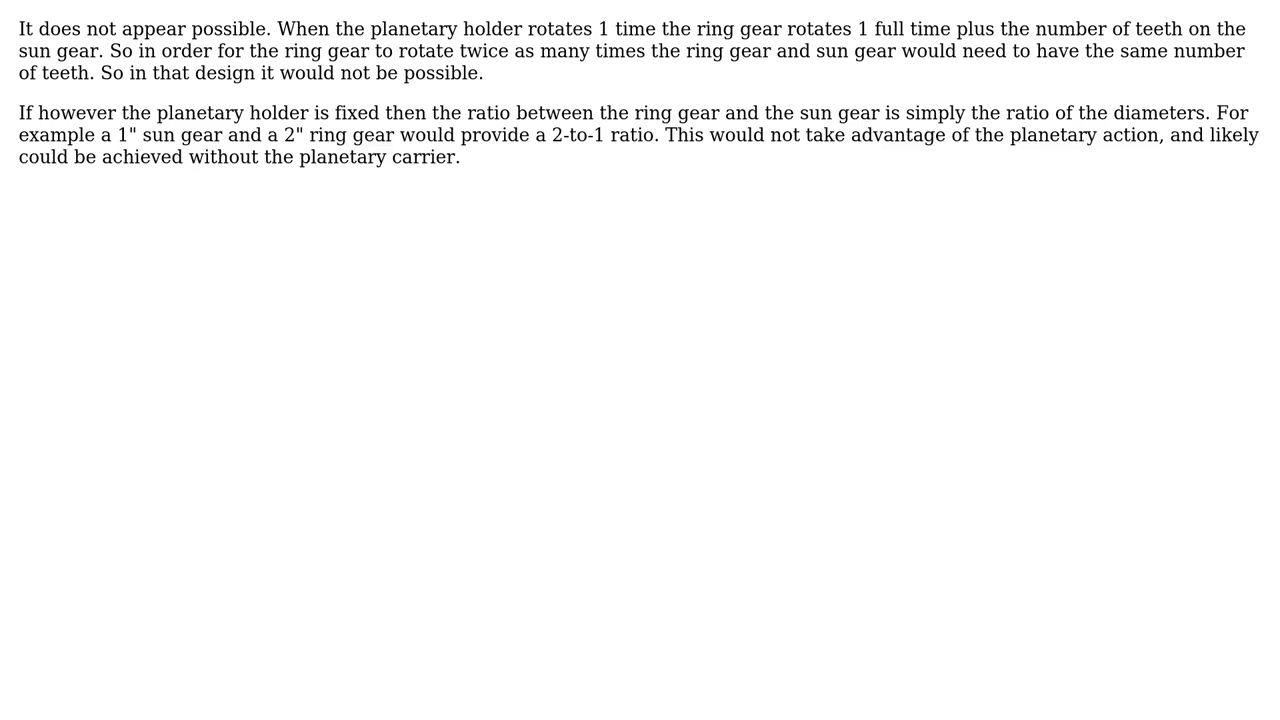 It does not appear possible. When the planetary holder rotates 1 time the ring gear rotates 1 full time plus the number of teeth on the
sun gear. So in order for the ring gear to rotate twice as many times the ring gear and sun gear would need to have the same number
of teeth. So in that design it would not be possible.
If however the planetary holder is fixed then the ratio between the ring gear and the sun gear is simply the ratio of the diameters. For
example a 1" sun gear and a 2" ring gear would provide a 2-to-1 ratio. This would not take advantage of the planetary action, and likely
could be achieved without the planetary carrier.